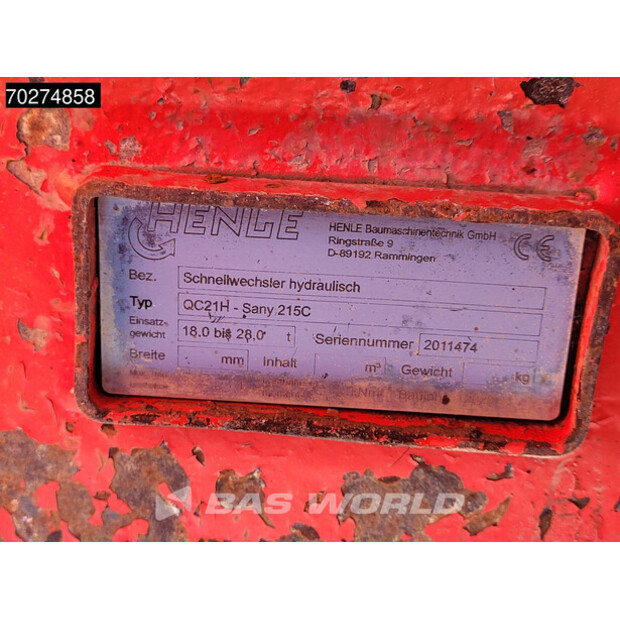 70274858
HENLE
HENLE Baumaschinentechnik GmbH
Ringstraße 9
D-89192 Rammingen
CE
Bez. Schnellwechsler hydraulisch
Typ QC21H - Sany 215C
Einsatz-
gewicht 18.0 bis 28.0 t Seriennummer 2011474
Breite mm Inhalt m³ Gewicht kg
BAS WORLD